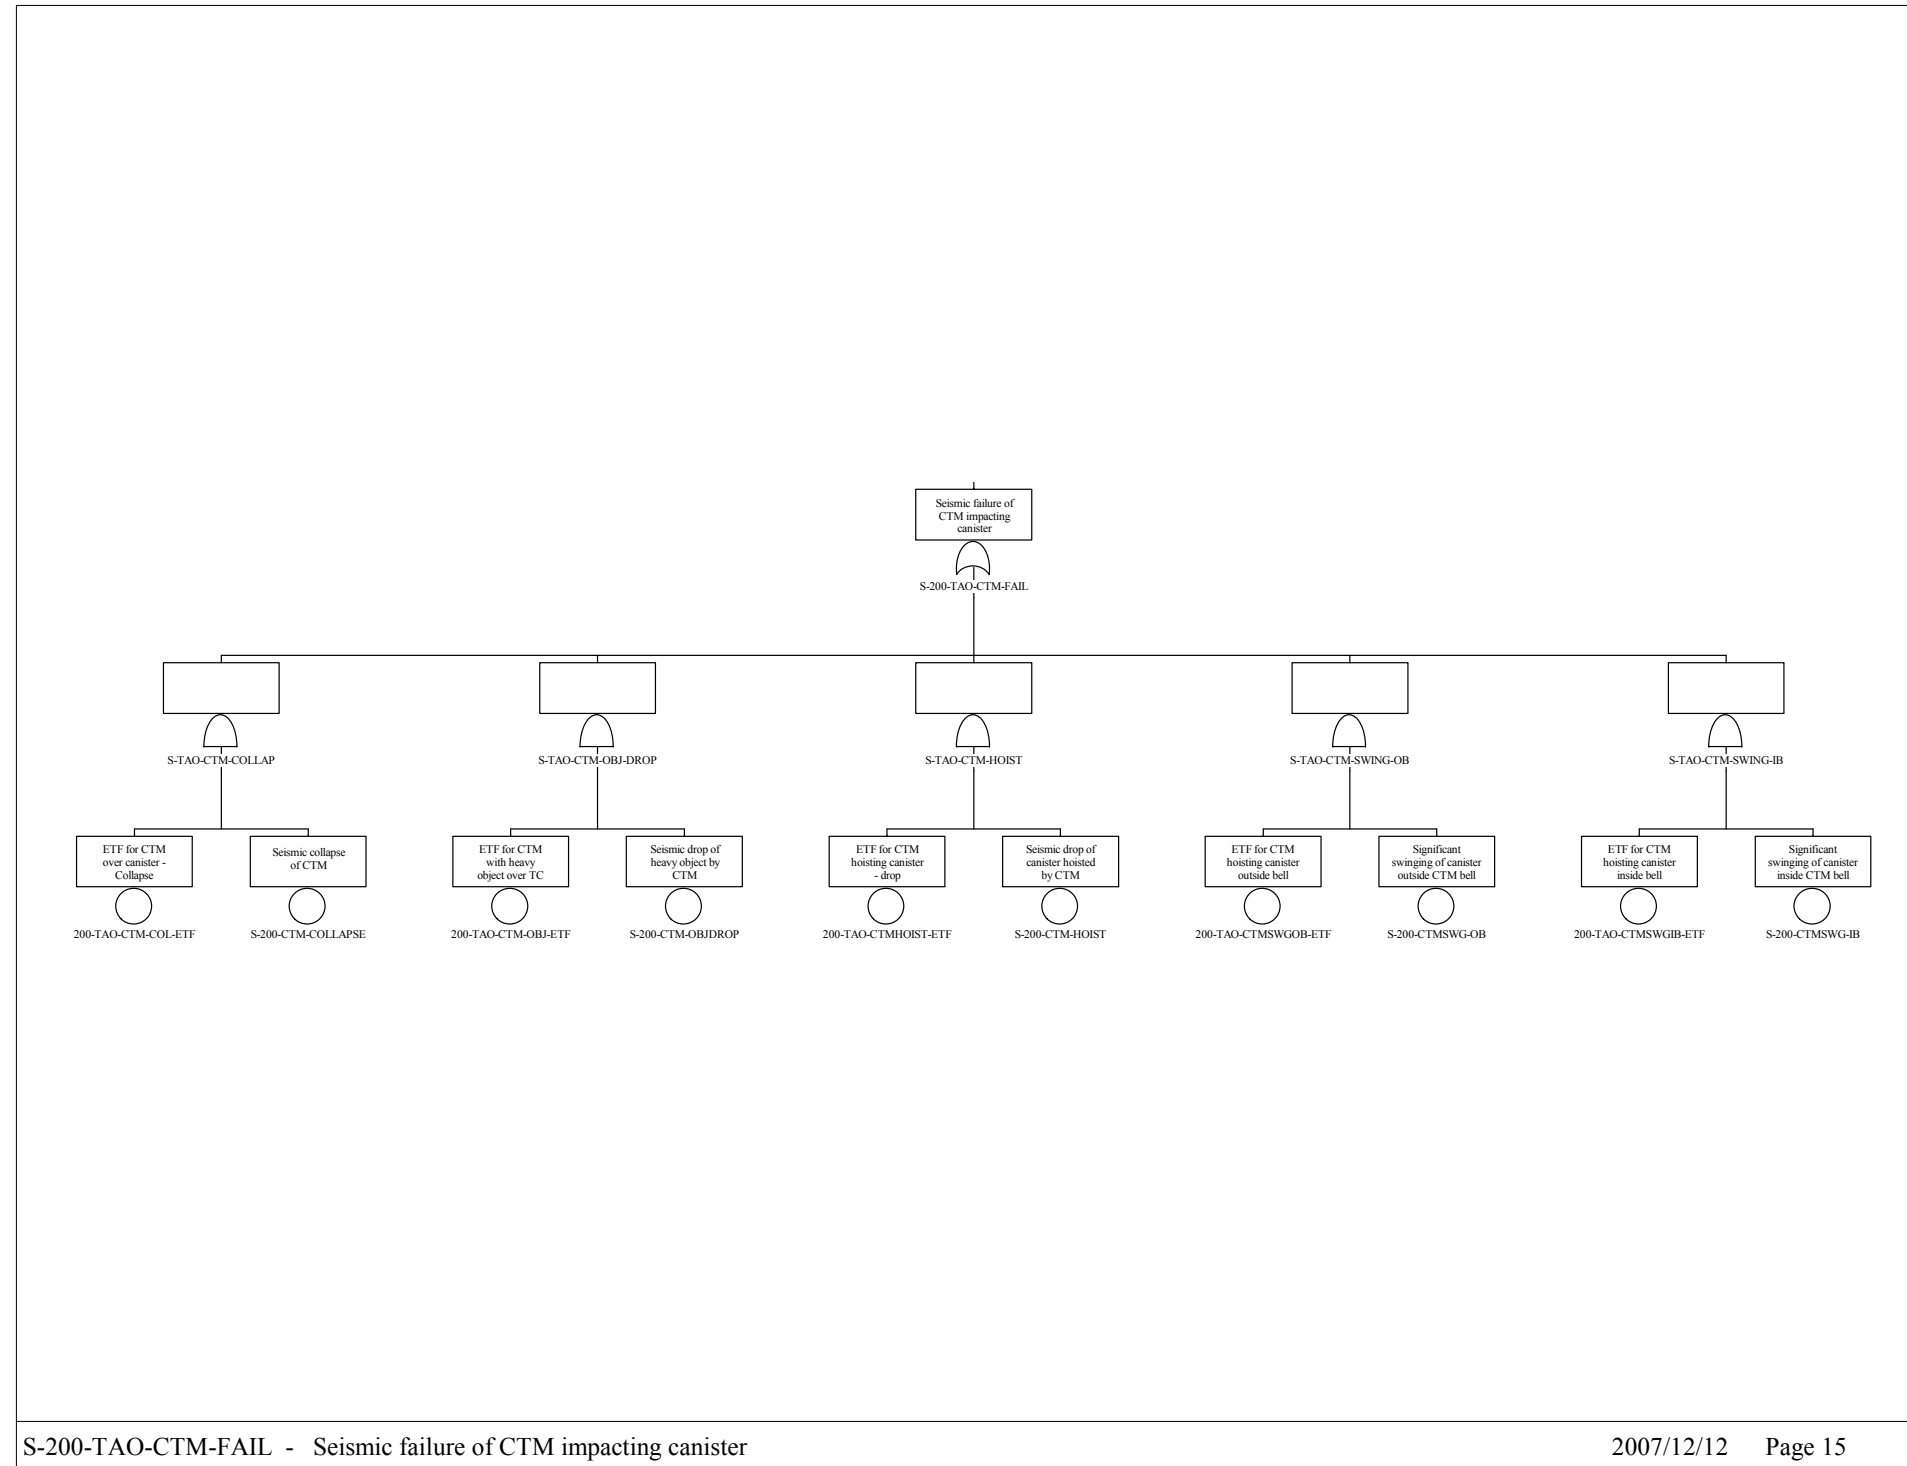 Seismic failure of
CTM impacting
canister
S-200-TAO-CTM-FAIL
S-TAO-CTM-COLLAP
S-TAO-CTM-OBJ-DROP
S-TAO-CTM-HOIST
S-TAO-CTM-SWING-OB
S-TAO-CTM-SWING-IB
ETF for CTM
over canister -
Collapse
200-TAO-CTM-COL-ETF
Seismic collapse
of CTM
S-200-CTM-COLLAPSE
ETF for CTM
with heavy
object over TC
200-TAO-CTM-OBJ-ETF
Seismic drop of
heavy object by
CTM
S-200-CTM-OBJDROP
ETF for CTM
hoisting canister
- drop
200-TAO-CTMHOIST-ETF
Seismic drop of
canister hoisted
by CTM
S-200-CTM-HOIST
ETF for CTM
hoisting canister
outside bell
200-TAO-CTMSWGOB-ETF
Significant
swinging of canister
outside CTM bell
S-200-CTMSWG-OB
ETF for CTM
hoisting canister
inside bell
200-TAO-CTMSWGIB-ETF
Significant
swinging of canister
inside CTM bell
S-200-CTMSWG-IB
S-200-TAO-CTM-FAIL - Seismic failure of CTM impacting canister
2007/12/12 Page 15